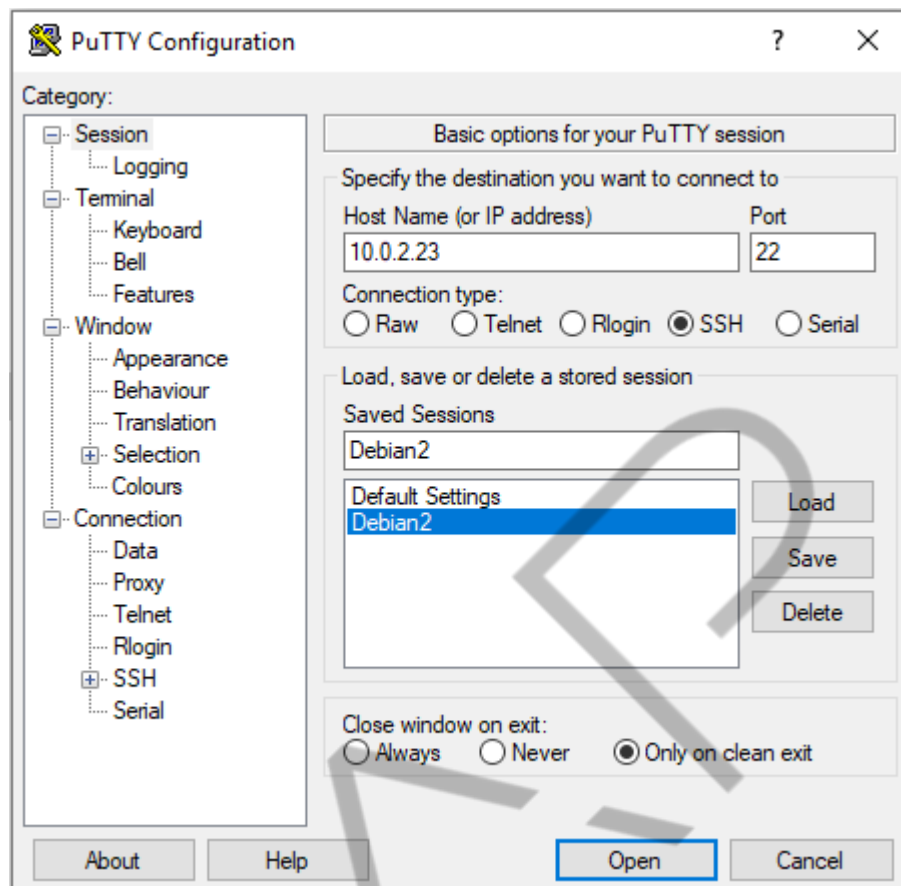 PuTTY Configuration
?
Category:
Session
Logging
Terminal
Keyboard
Bell
Features
Window
Appearance
Behaviour
Translation
Selection
Colours
Connection
Data
Proxy
Telnet
Rlogin
SSH
Serial
Basic options for your PuTTY session
Specify the destination you want to connect to
Host Name (or IP address) Port
10.0.2.23 22
Connection type:
Raw Telnet Rlogin SSH Serial
Load, save or delete a stored session
Saved Sessions
Debian2
Default Settings
Debian2
Load
Save
Delete
Close window on exit:
Always Never Only on clean exit
About Help Open Cancel